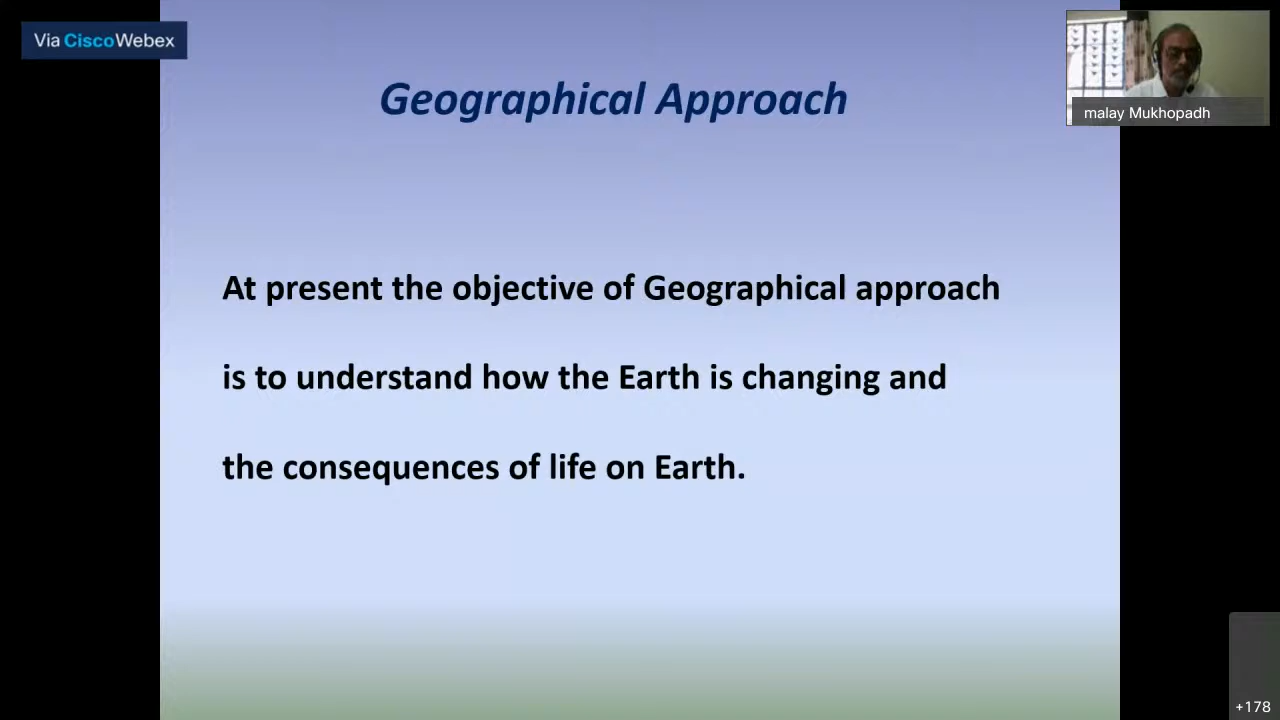 Via CiscoWebex
Geographical Approach
malay Mukhopadh
At present the objective of Geographical approach
is to understand how the Earth is changing and
the consequences of life on Earth.
+178